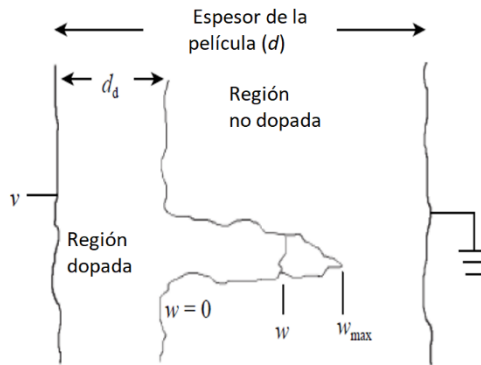 Espesor de la
película (d)
d_d
Región
no dopada
v
Región
dopada
w = 0
w
w_max